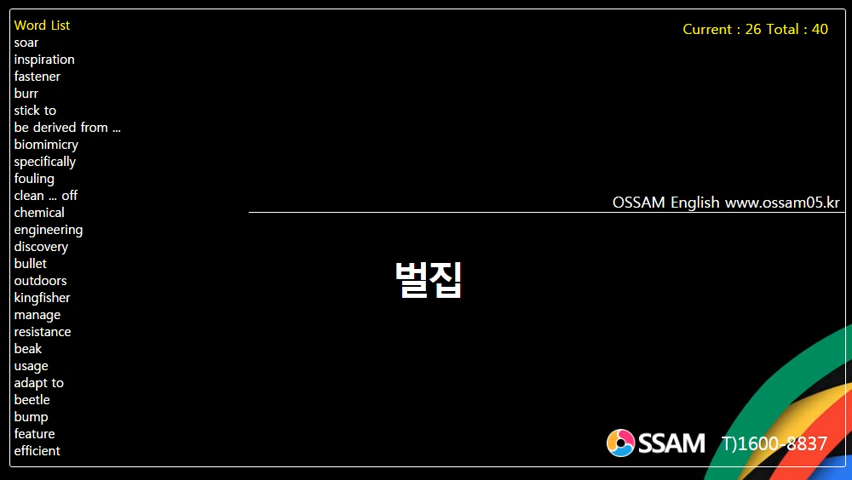 Word List
soar
inspiration
fastener
burr
stick to
be derived from ...
biomimicry
specifically
fouling
clean ... off
chemical
engineering
discovery
bullet
outdoors
kingfisher
manage
resistance
beak
usage
adapt to
beetle
bump
feature
efficient
Current : 26 Total : 40
OSSAM English www.ossam05.kr
벌집
OSSAM T)1600-8837